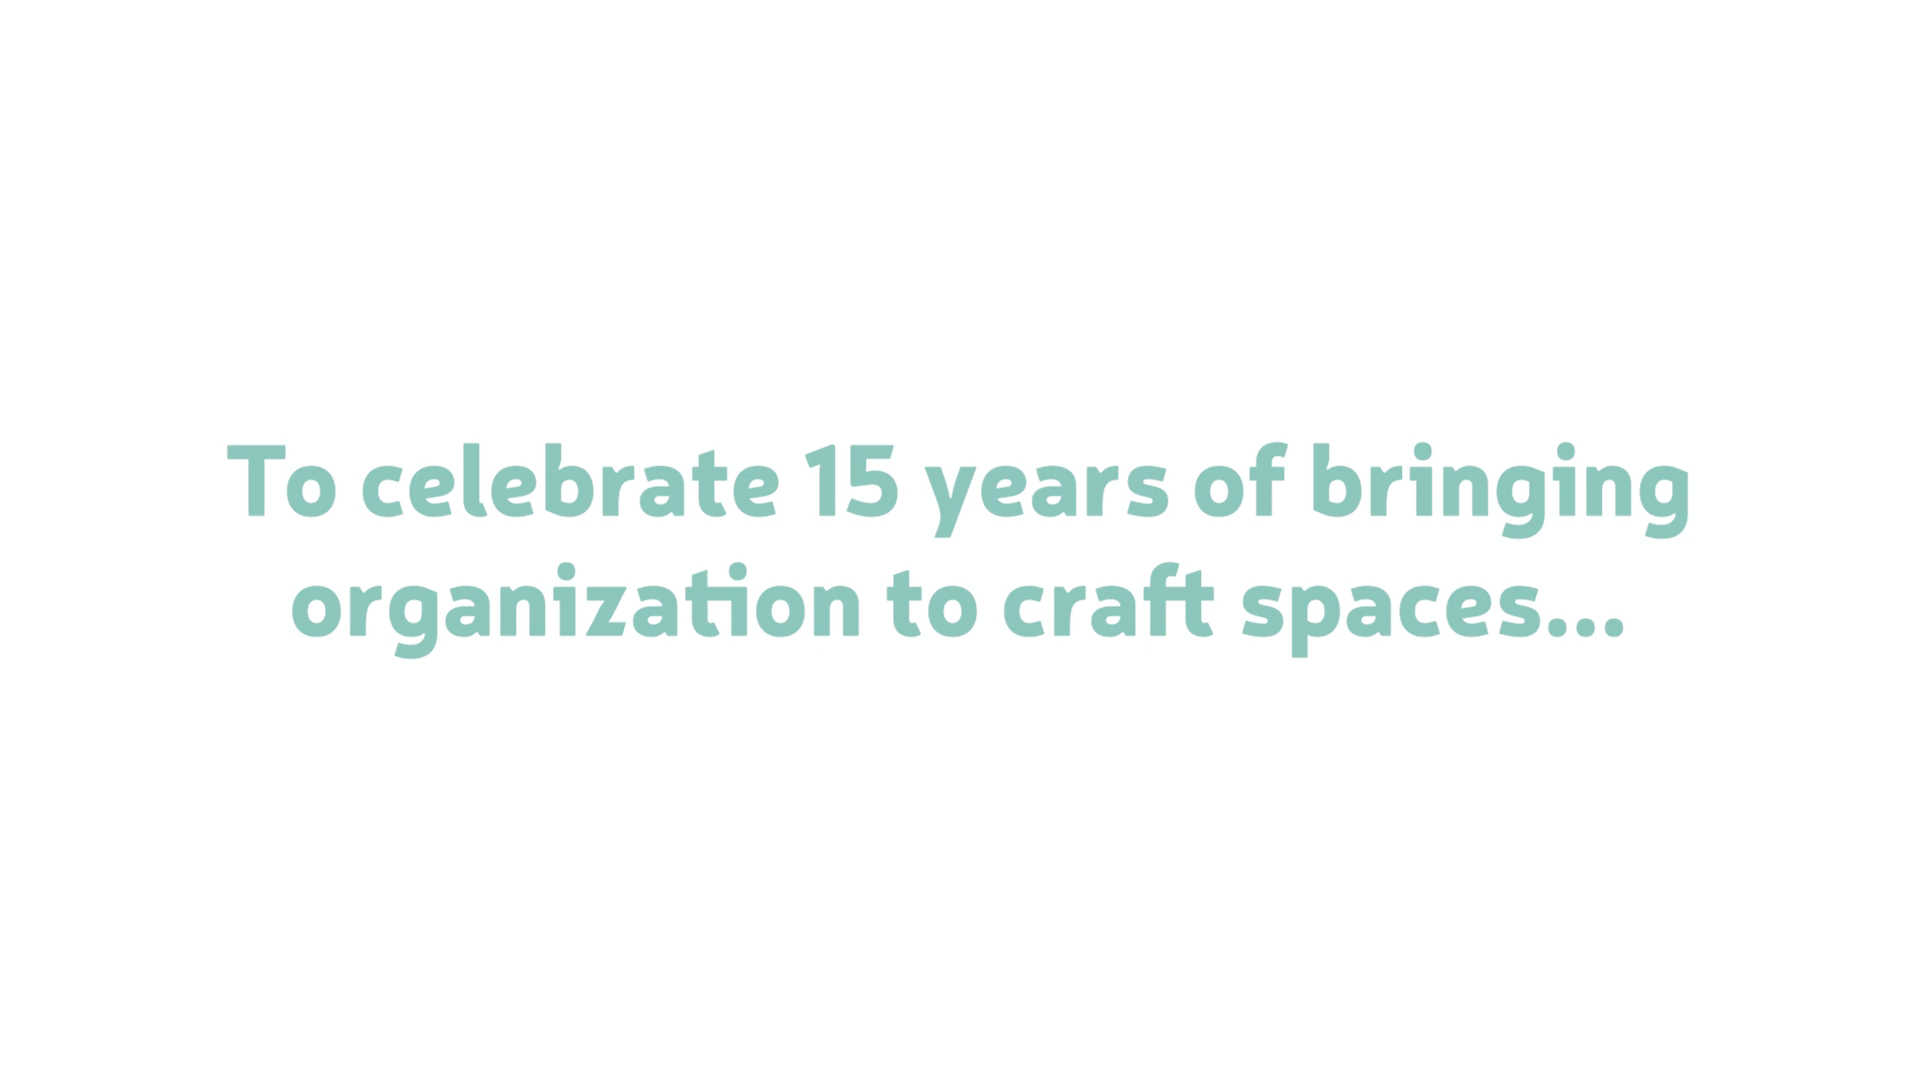 To celebrate 15 years of bringing
organization to craft spaces...